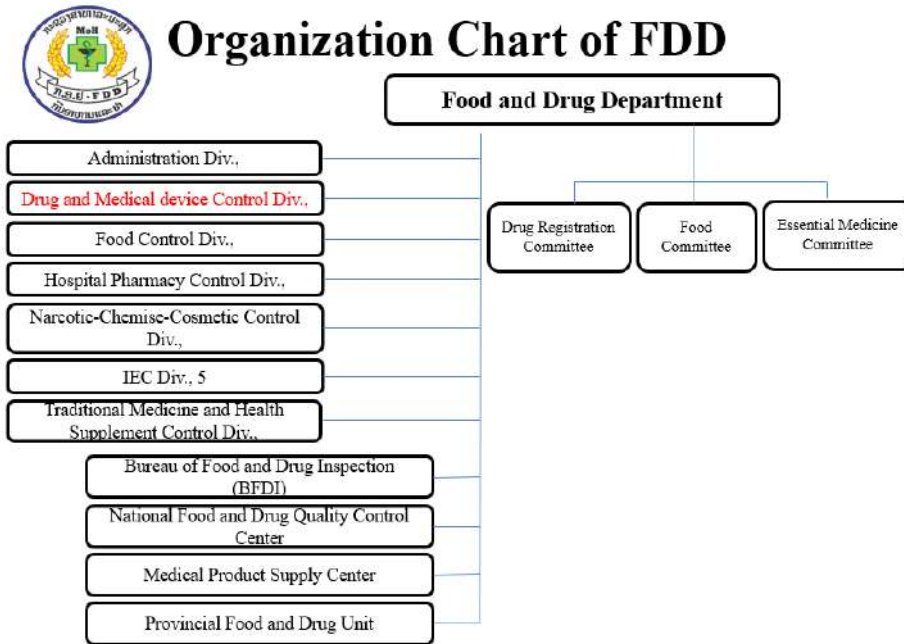 MoH
Organization Chart of FDD
Food and Drug Department
Administration Div.,
Drug and Medical device Control Div.,
Food Control Div.,
Hospital Pharmacy Control Div.,
Narcotic-Chemise-Cosmetic Control
Div.,
IEC Div., 5
Traditional Medicine and Health
Supplement Control Div.,
Bureau of Food and Drug Inspection
(BFDI)
National Food and Drug Quality Control
Center
Medical Product Supply Center
Provincial Food and Drug Unit
Drug Registration
Committee
Food
Committee
Essential Medicine
Committee